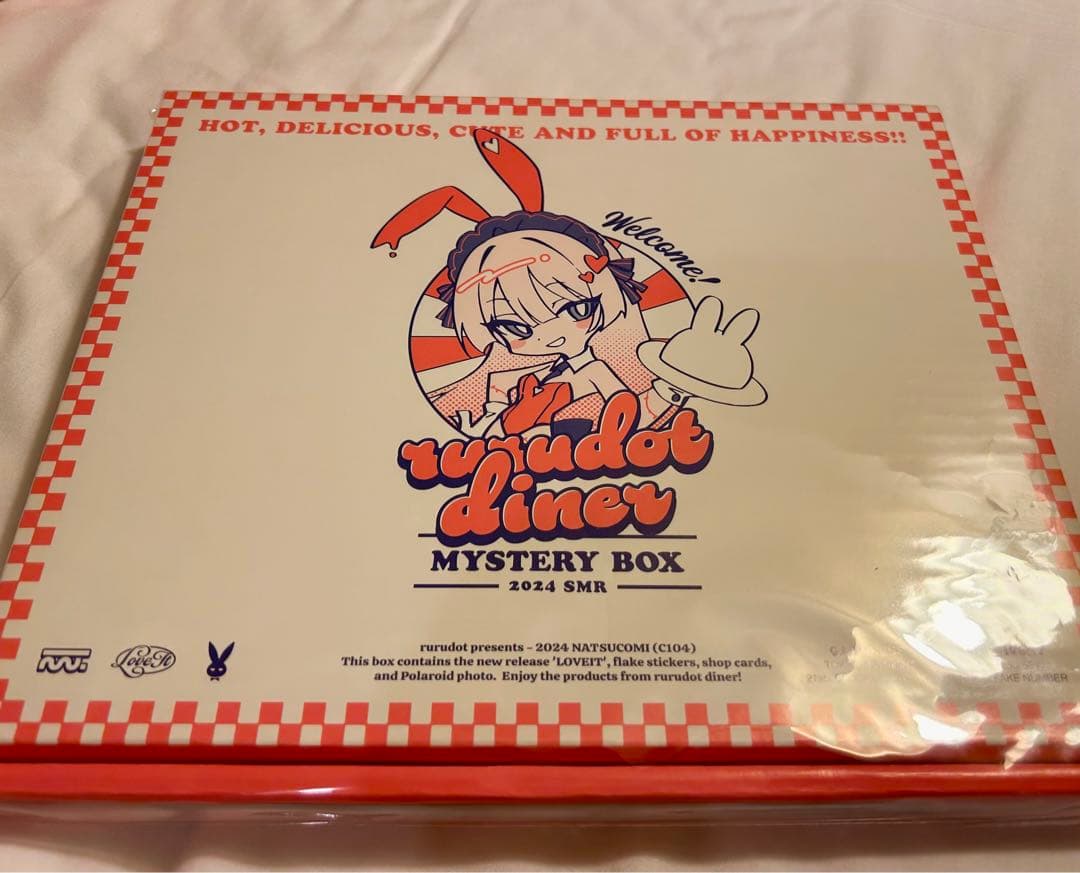 HOT, DELICIOUS, CUTE AND FULL OF HAPPINESS!!
Welcome!
rurudot
diner
MYSTERY BOX
2024 SMR
LoveIt
rurudot presents – 2024 NATSUCOMI (C104)
This box contains the new release 'LOVEIT', flake stickers, shop cards,
and Polaroid photo. Enjoy the products from rurudot diner!
NUMBER